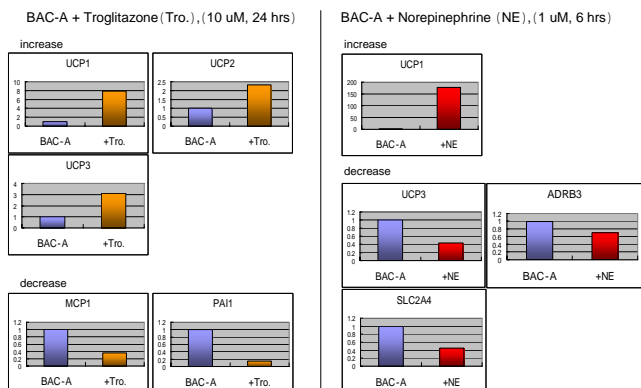 BAC-A + Troglitazone(Tro.),(10 uM, 24 hrs)
increase
UCP1
10
8
6
4
2
0
BAC-A +Tro.
UCP2
2.5
2
1.5
1
0.5
0
BAC-A +Tro.
UCP3
4
3
2
1
0
BAC-A +Tro.
decrease
MCP1
1.2
1
0.8
0.6
0.4
0.2
0
BAC-A +Tro.
PAI1
1.2
1
0.8
0.6
0.4
0.2
0
BAC-A +Tro.
BAC-A + Norepinephrine (NE),(1 uM, 6 hrs)
increase
UCP1
200
150
100
50
0
BAC-A +NE
decrease
UCP3
1.2
1
0.8
0.6
0.4
0.2
0
BAC-A +NE
ADRB3
1.2
1
0.8
0.6
0.4
0.2
0
BAC-A +NE
SLC2A4
1.2
1
0.8
0.6
0.4
0.2
0
BAC-A +NE